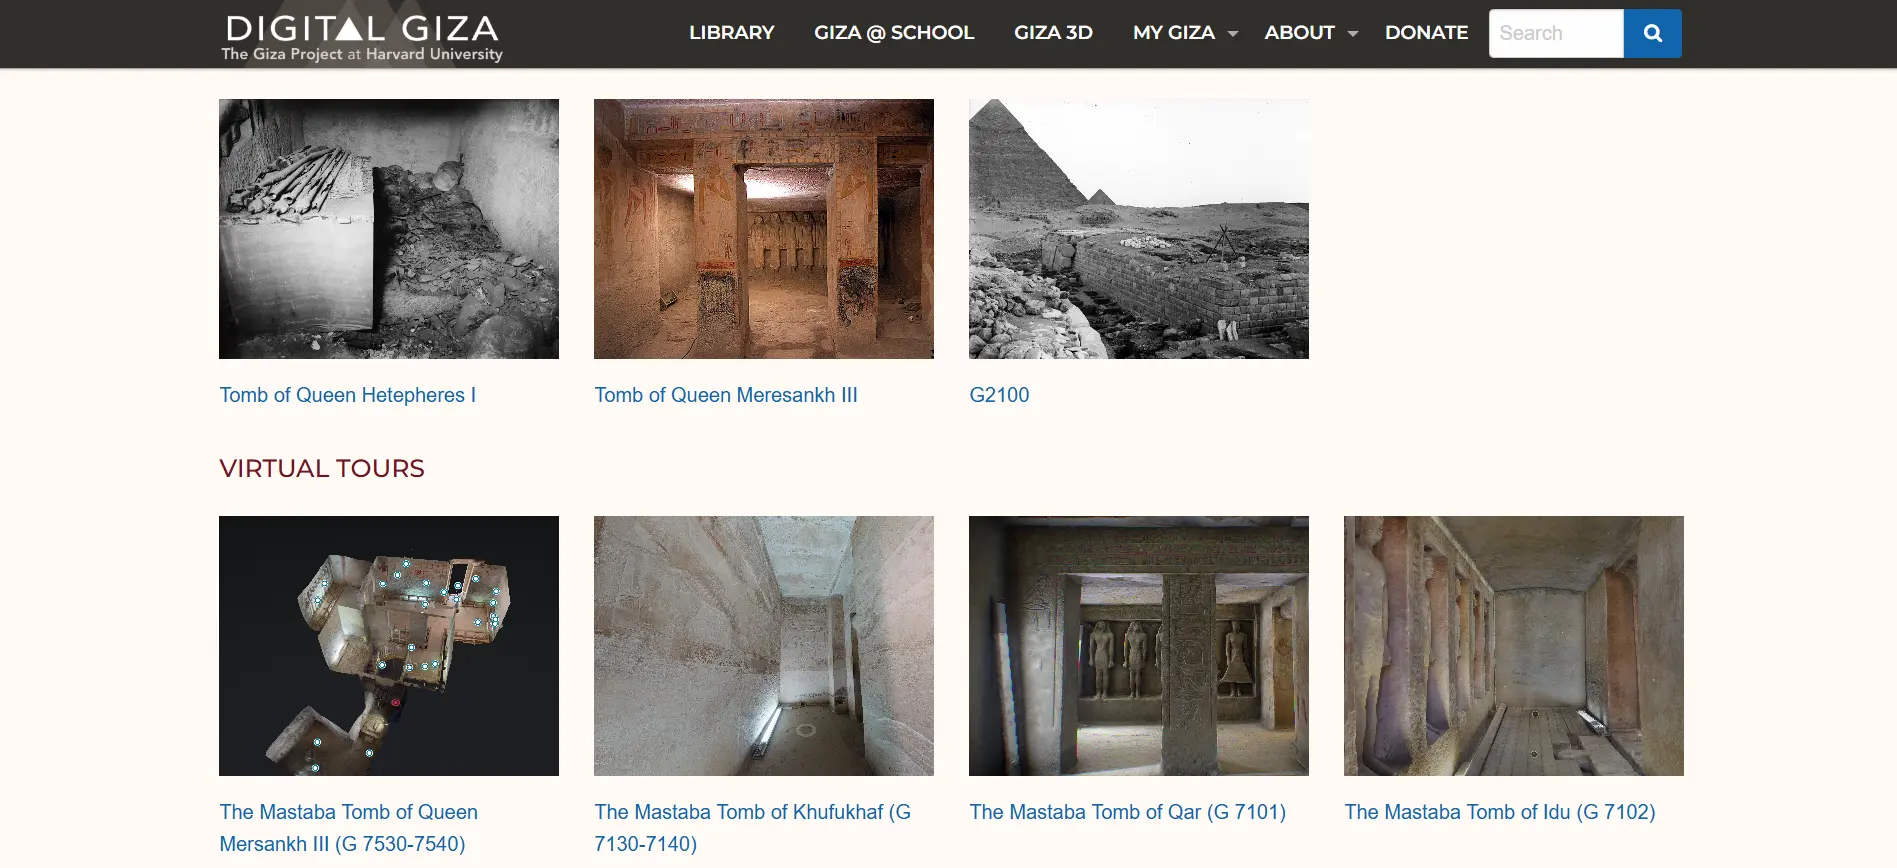 DIGITAL GIZA
The Giza Project at Harvard University
LIBRARY
GIZA @ SCHOOL
GIZA 3D
MY GIZA
ABOUT
DONATE
Search
Tomb of Queen Hetepheres I
Tomb of Queen Meresankh III
G2100
VIRTUAL TOURS
The Mastaba Tomb of Queen
Mersankh III (G 7530-7540)
The Mastaba Tomb of Khufukhaf (G
7130-7140)
The Mastaba Tomb of Qar (G 7101)
The Mastaba Tomb of Idu (G 7102)